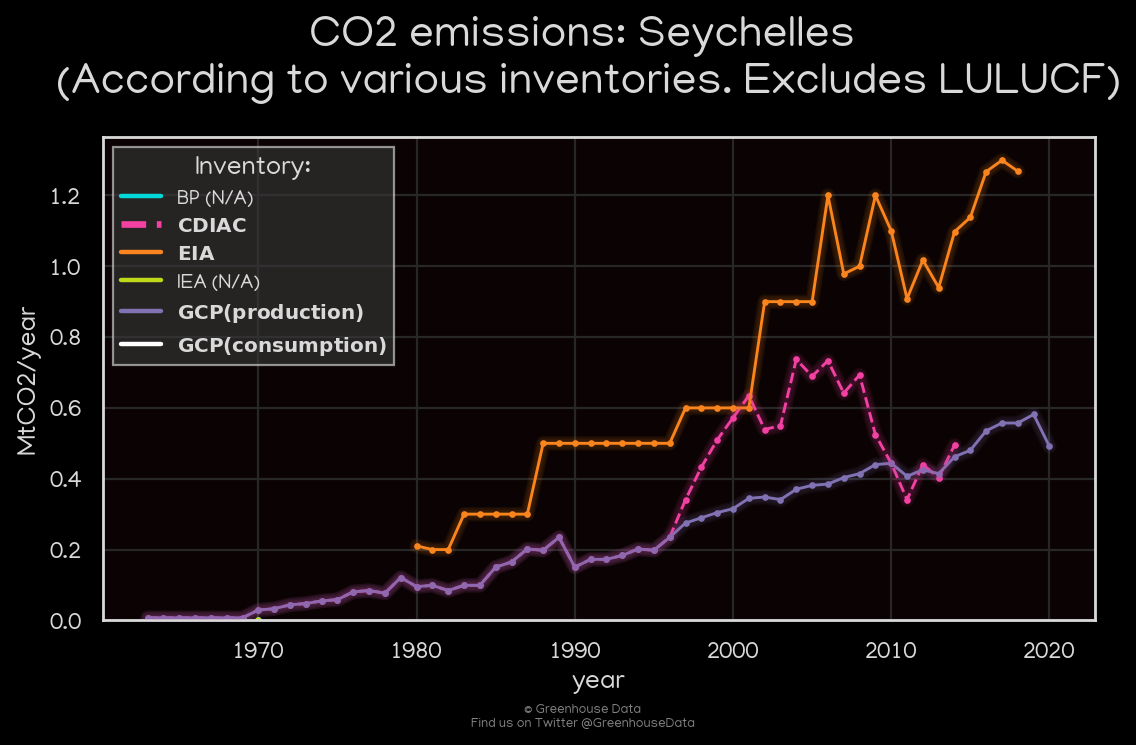 CO2 emissions: Seychelles
(According to various inventories. Excludes LULUCF)
Inventory:
BP (N/A)
CDIAC
EIA
IEA (N/A)
GCP(production)
GCP(consumption)
MtCO2/year
1.2
1.0
0.8
0.6
0.4
0.2
0.0
1970 1980 1990 2000 2010 2020
year
© Greenhouse Data
Find us on Twitter @GreenhouseData